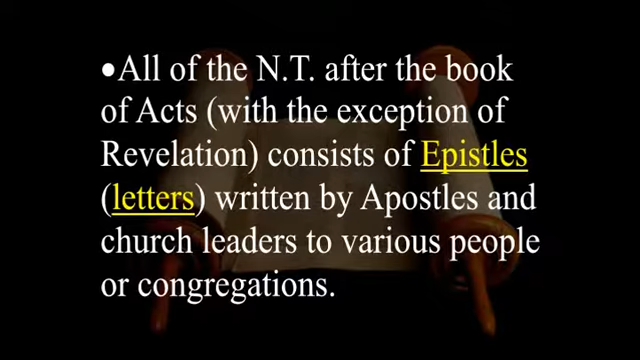 •All of the N.T. after the book
of Acts (with the exception of
Revelation) consists of Epistles
(letters) written by Apostles and
church leaders to various people
or congregations.